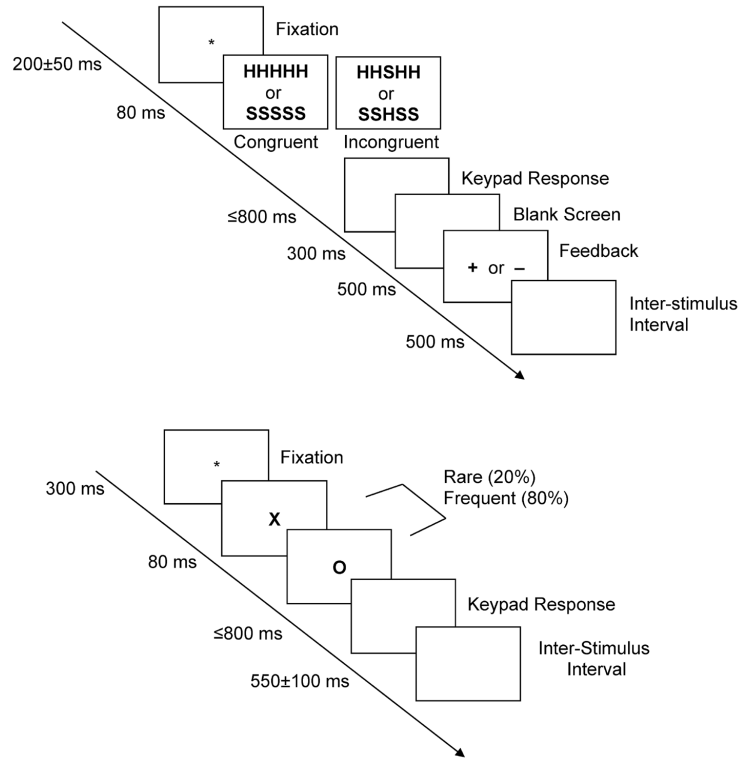 *
Fixation
200±50 ms
HHHHH
or
SSSSS
HHSHH
or
SSHSS
80 ms
Congruent
Incongruent
Keypad Response
≤800 ms
Blank Screen
300 ms
Feedback
+ or –
500 ms
Inter-stimulus
Interval
500 ms
*
Fixation
300 ms
Rare (20%)
Frequent (80%)
X
80 ms
O
Keypad Response
≤800 ms
Inter-Stimulus
Interval
550±100 ms